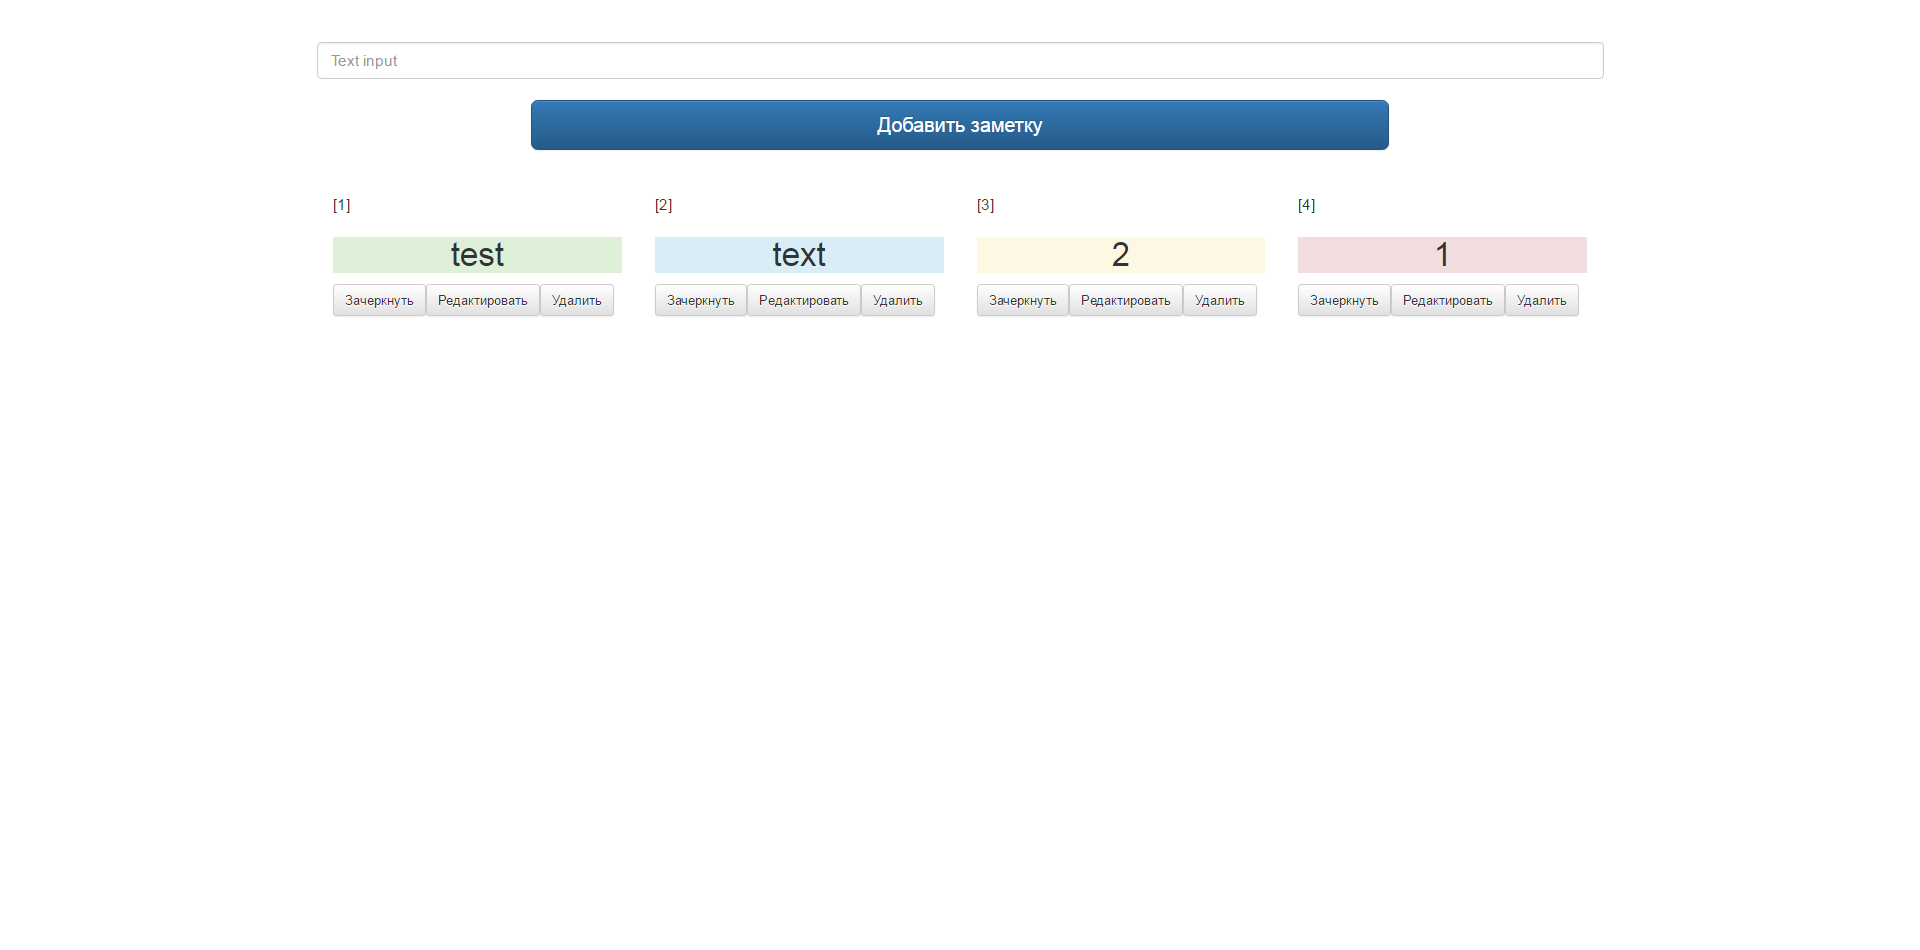 Text input
Добавить заметку
[1] [2] [3] [4]
test text 2 1
Зачеркнуть Редактировать Удалить Зачеркнуть Редактировать Удалить Зачеркнуть Редактировать Удалить Зачеркнуть Редактировать Удалить